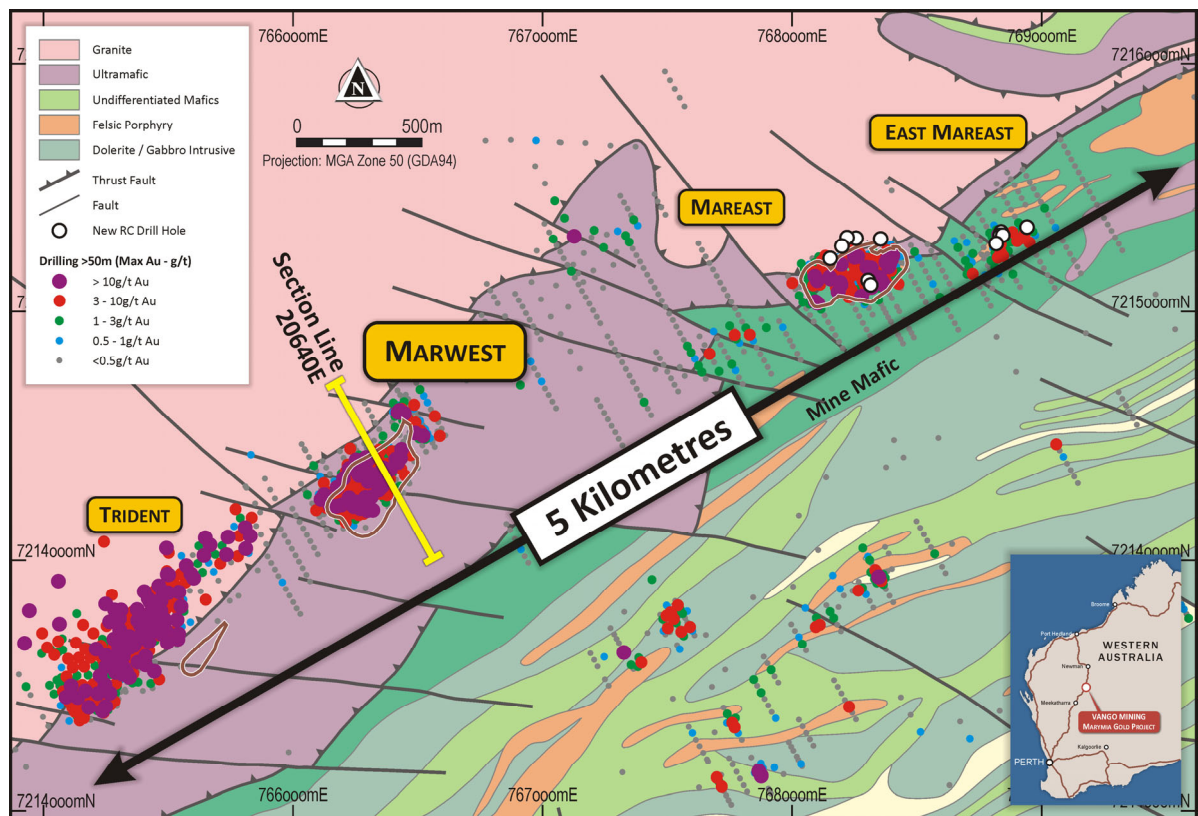 Granite
Ultramafic
Undifferentiated Mafics
Felsic Porphyry
Dolerite / Gabbro Intrusive
Thrust Fault
Fault
New RC Drill Hole
Drilling >50m (Max Au - g/t)
> 10g/t Au
3 - 10g/t Au
1 - 3g/t Au
0.5 - 1g/t Au
<0.5g/t Au
766000mE
767000mE
768000mE
769000mE
7216000mN
N
0 500m
Projection: MGA Zone 50 (GDA94)
EAST MAREAST
MAREAST
Section Line
20640E
MARWEST
7215000mN
Mine Mafic
5 Kilometres
TRIDENT
7214000mN
7214000mN
Broome
Port Hedland
WESTERN
AUSTRALIA
Newman
Meekatharra
VANGO MINING
MARYMIA GOLD PROJECT
Kalgoorlie
PERTH
7214000mN
766000mE
767000mE
768000mE